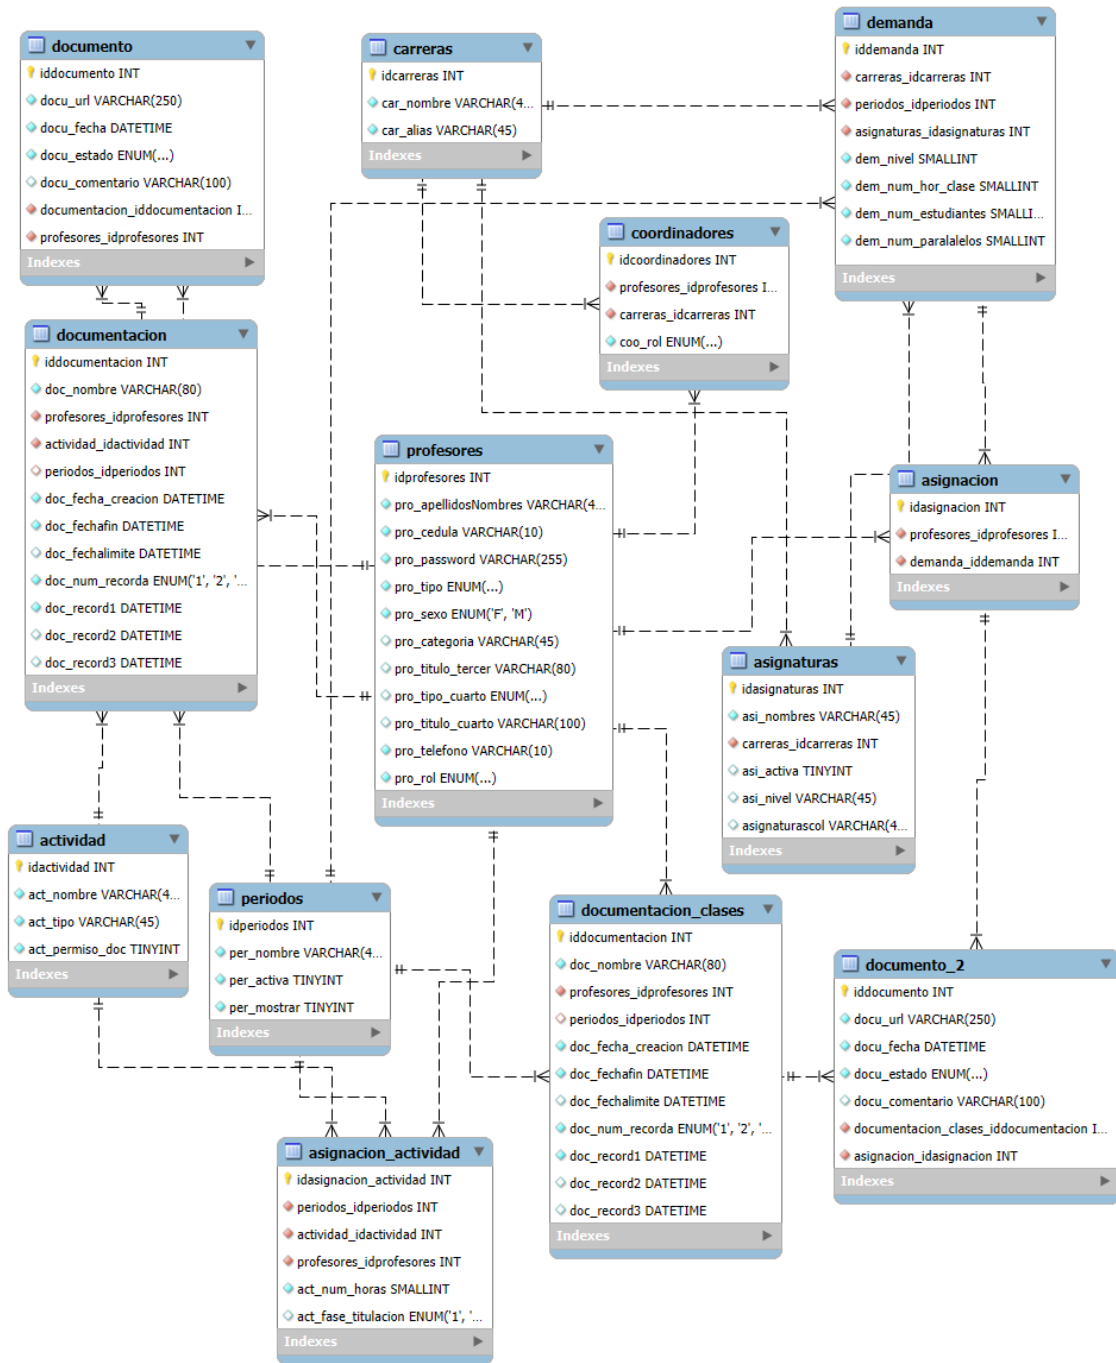 documento
iddocumento INT
docu_url VARCHAR(250)
docu_fecha DATETIME
docu_estado ENUM(...)
docu_comentario VARCHAR(100)
documentacion_iddocumentacion I...
profesores_idprofesores INT
Indexes
carreras
idcarreras INT
car_nombre VARCHAR(4...
car_alias VARCHAR(45)
Indexes
demanda
iddemanda INT
carreras_idcarreras INT
periodos_idperiodos INT
asignaturas_idasignaturas INT
dem_nivel SMALLINT
dem_num_hor_clase SMALLINT
dem_num_estudiantes SMALLI...
dem_num_paralalelos SMALLINT
Indexes
coordinadores
idcoordinadores INT
profesores_idprofesores I...
carreras_idcarreras INT
coo_rol ENUM(...)
Indexes
documentacion
iddocumentacion INT
doc_nombre VARCHAR(80)
profesores_idprofesores INT
actividad_idactividad INT
periodos_idperiodos INT
doc_fecha_creacion DATETIME
doc_fechafin DATETIME
doc_fechalimite DATETIME
doc_num_recorda ENUM('1', '2', '...
doc_record1 DATETIME
doc_record2 DATETIME
doc_record3 DATETIME
Indexes
profesores
idprofesores INT
pro_apellidosNombres VARCHAR(4...
pro_cedula VARCHAR(10)
pro_password VARCHAR(255)
pro_tipo ENUM(...)
pro_sexo ENUM('F', 'M')
pro_categoria VARCHAR(45)
pro_titulo_tercer VARCHAR(80)
pro_tipo_cuarto ENUM(...)
pro_titulo_cuarto VARCHAR(100)
pro_telefono VARCHAR(10)
pro_rol ENUM(...)
Indexes
asignacion
idasignacion INT
profesores_idprofesores I...
demanda_iddemanda INT
Indexes
asignaturas
idasignaturas INT
asi_nombres VARCHAR(45)
carreras_idcarreras INT
asi_activa TINYINT
asi_nivel VARCHAR(45)
asignaturascol VARCHAR(4...
Indexes
actividad
idactividad INT
act_nombre VARCHAR(4...
act_tipo VARCHAR(45)
act_permiso_doc TINYINT
Indexes
periodos
idperiodos INT
per_nombre VARCHAR(4...
per_activa TINYINT
per_mostrar TINYINT
Indexes
documentacion_clases
iddocumentacion INT
doc_nombre VARCHAR(80)
profesores_idprofesores INT
periodos_idperiodos INT
doc_fecha_creacion DATETIME
doc_fechafin DATETIME
doc_fechalimite DATETIME
doc_num_recorda ENUM('1', '2', '...
doc_record1 DATETIME
doc_record2 DATETIME
doc_record3 DATETIME
Indexes
documento_2
iddocumento INT
docu_url VARCHAR(250)
docu_fecha DATETIME
docu_estado ENUM(...)
docu_comentario VARCHAR(100)
documentacion_clases_iddocumentacion I...
asignacion_idasignacion INT
Indexes
asignacion_actividad
idasignacion_actividad INT
periodos_idperiodos INT
actividad_idactividad INT
profesores_idprofesores INT
act_num_horas SMALLINT
act_fase_titulacion ENUM('1', '...
Indexes